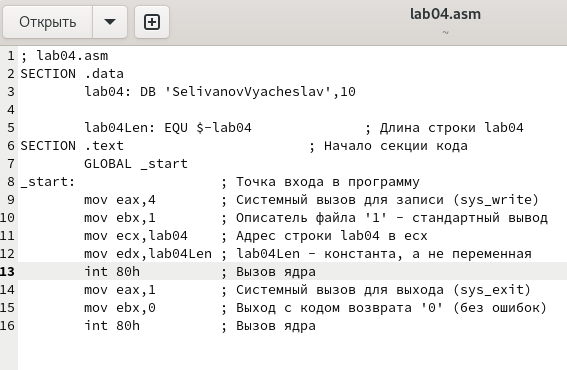 Открыть
lab04.asm
~
1 ; lab04.asm
2 SECTION .data
3         lab04: DB 'SelivanovVyacheslav',10
4
5         lab04Len: EQU $-lab04              ; Длина строки lab04
6 SECTION .text                       ; Начало секции кода
7         GLOBAL _start
8 _start:                  ; Точка входа в программу
9         mov eax,4        ; Системный вызов для записи (sys_write)
10         mov ebx,1        ; Описатель файла '1' - стандартный вывод
11         mov ecx,lab04    ; Адрес строки lab04 в ecx
12         mov edx,lab04Len ; lab04Len - константа, а не переменная
13         int 80h          ; Вызов ядра
14         mov eax,1        ; Системный вызов для выхода (sys_exit)
15         mov ebx,0        ; Выход с кодом возврата '0' (без ошибок)
16         int 80h          ; Вызов ядра